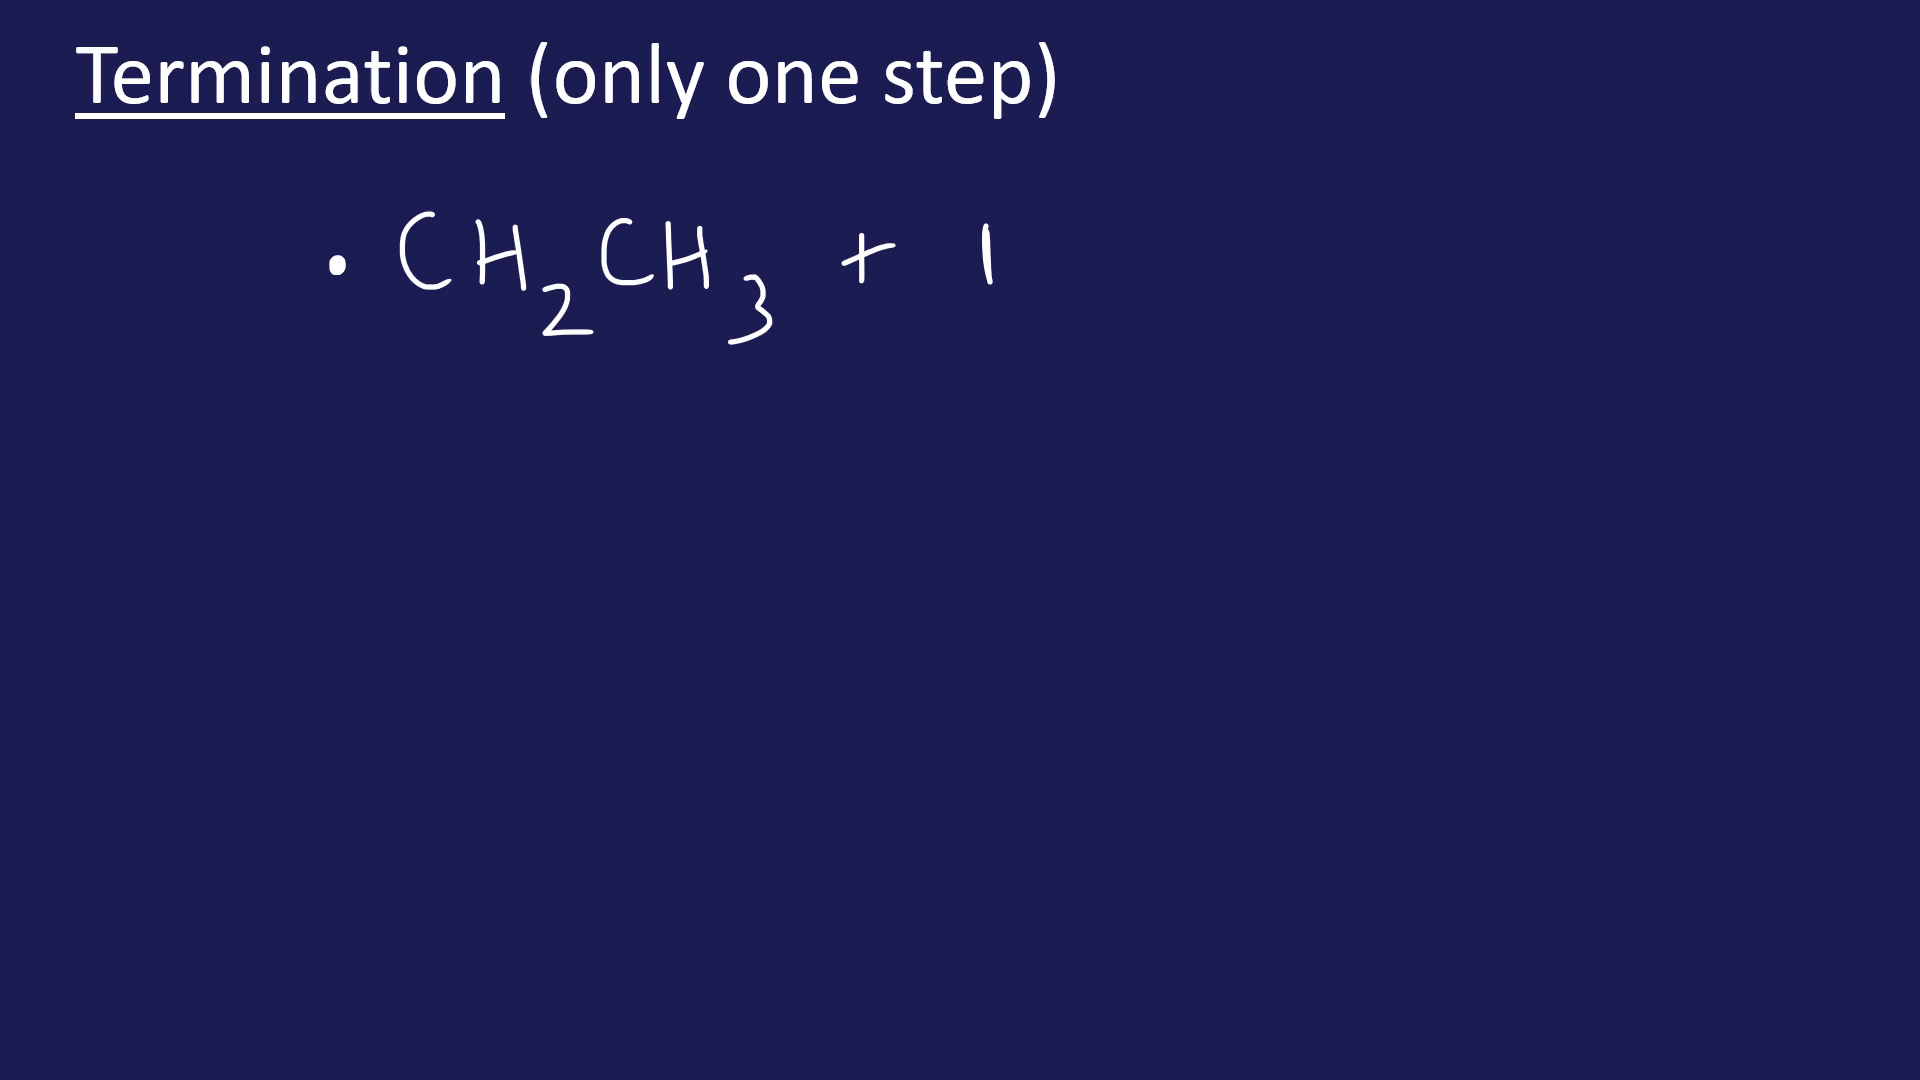 Termination (only one step)
• CH₂CH₃ +